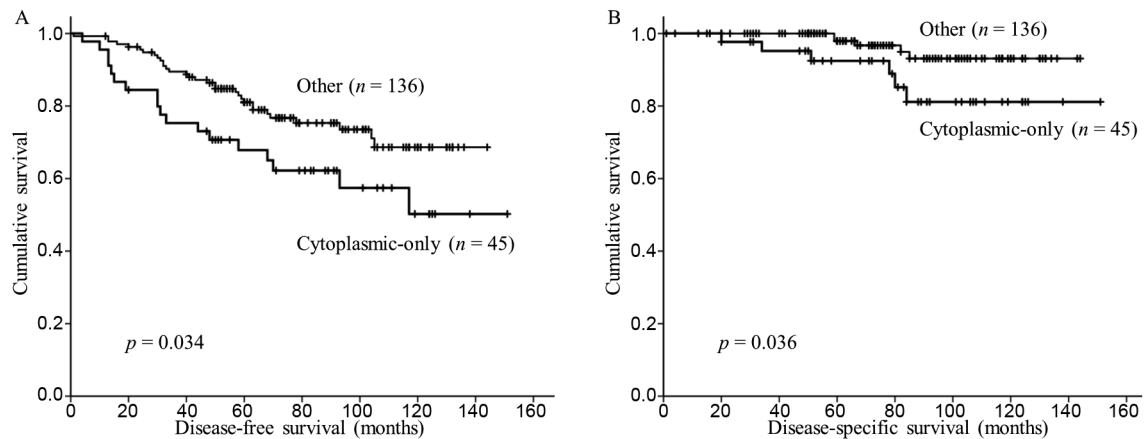 A
1.0
0.8
0.6
0.4
0.2
0.0
Cumulative survival
Other (n = 136)
Cytoplasmic-only (n = 45)
p = 0.034
0 20 40 60 80 100 120 140 160
Disease-free survival (months)
B
1.0
0.8
0.6
0.4
0.2
0.0
Cumulative survival
Other (n = 136)
Cytoplasmic-only (n = 45)
p = 0.036
0 20 40 60 80 100 120 140 160
Disease-specific survival (months)